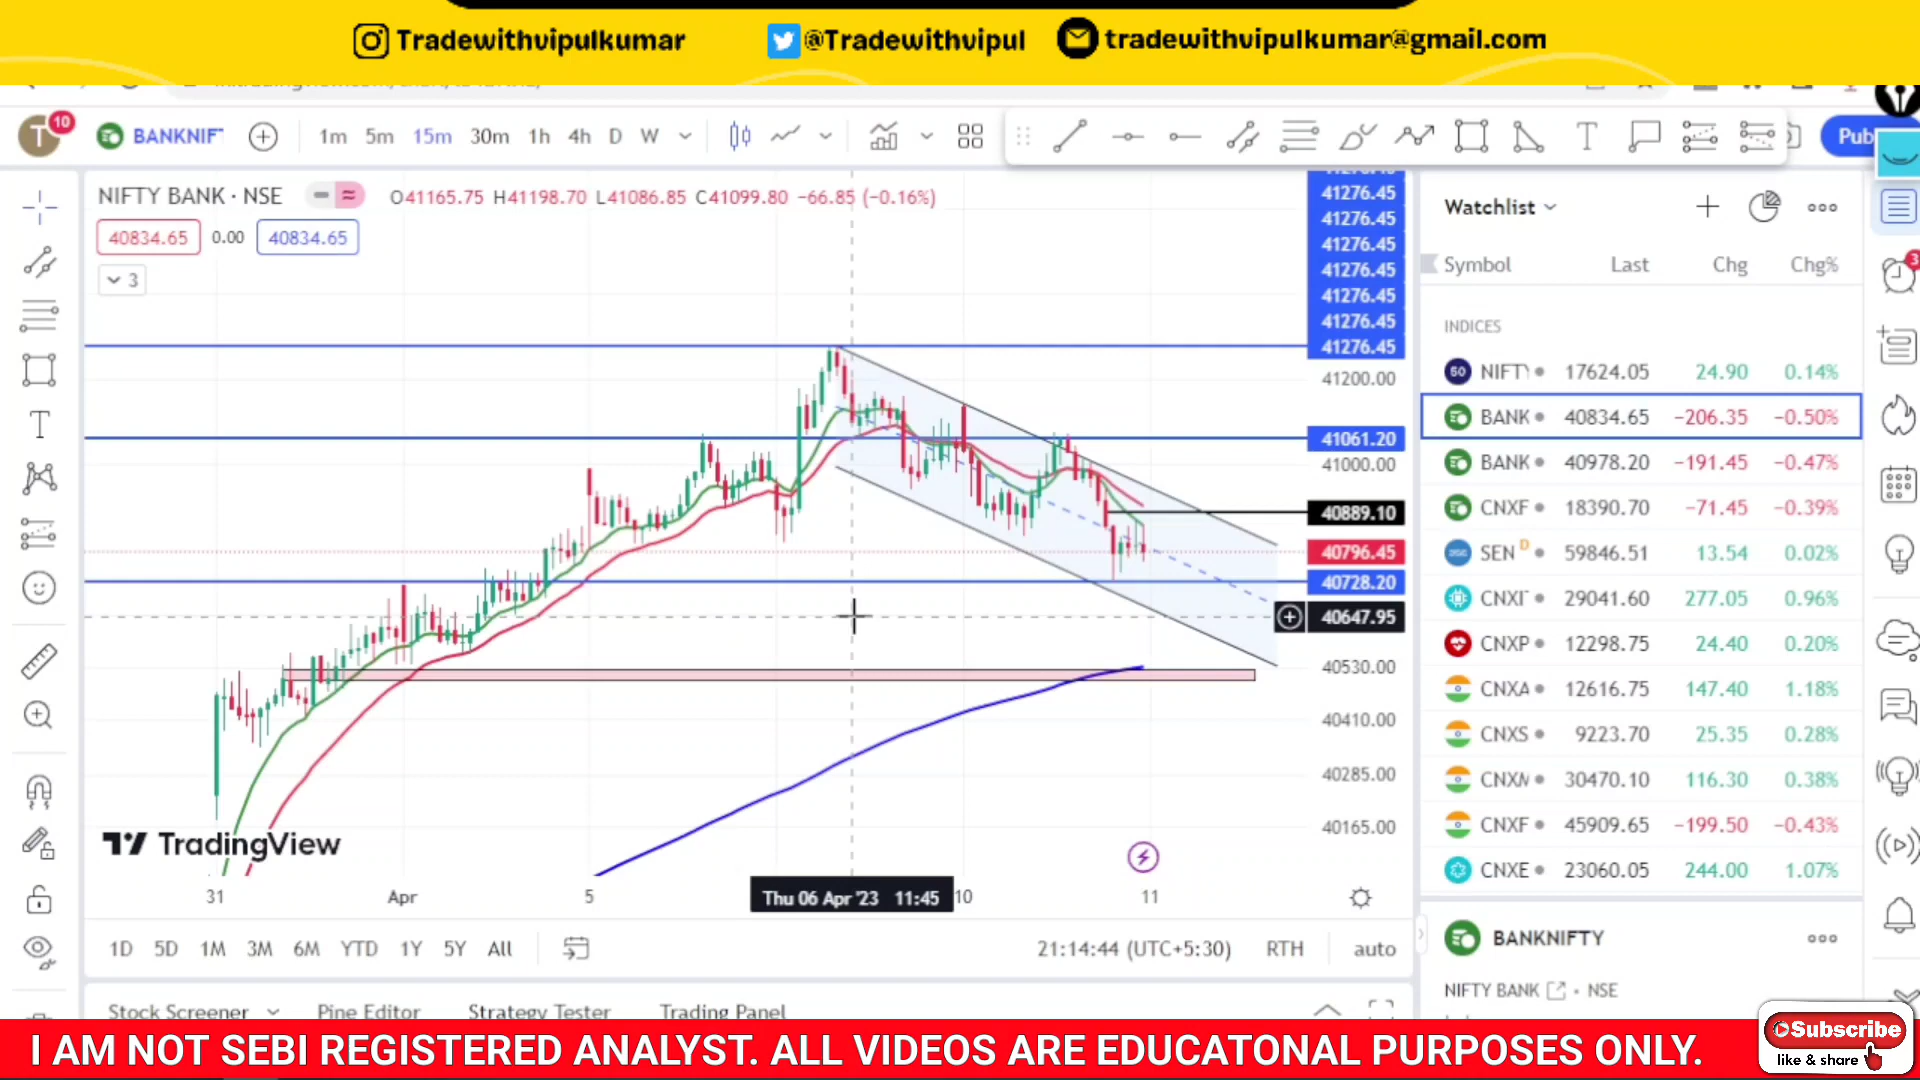 Tradewithvipulkumar @Tradewithvipul tradewithvipulkumar@gmail.com
T 10 BANKNIF 1m 5m 15m 30m 1h 4h D W T Pub
NIFTY BANK · NSE O41165.75 H41198.70 L41086.85 C41099.80 −66.85 (−0.16%)
40834.65 0.00 40834.65
3
41276.45
41276.45
41276.45
41276.45
41276.45
41276.45
41276.45
41200.00
41061.20
41000.00
40889.10
40796.45
40728.20
40647.95
40530.00
40410.00
40285.00
40165.00
TradingView
31 Apr 5 Thu 06 Apr '23 11:45 10 11
1D 5D 1M 3M 6M YTD 1Y 5Y All 21:14:44 (UTC+5:30) RTH auto
Stock Screener Pine Editor Strategy Tester Trading Panel
Watchlist
Symbol Last Chg Chg%
3
INDICES
50 NIFTY 17624.05 24.90 0.14%
BANK 40834.65 −206.35 −0.50%
BANK 40978.20 −191.45 −0.47%
CNXF 18390.70 −71.45 −0.39%
SEN D 59846.51 13.54 0.02%
CNXI 29041.60 277.05 0.96%
CNXP 12298.75 24.40 0.20%
CNXA 12616.75 147.40 1.18%
CNXS 9223.70 25.35 0.28%
CNXM 30470.10 116.30 0.38%
CNXF 45909.65 −199.50 −0.43%
CNXE 23060.05 244.00 1.07%
BANKNIFTY
NIFTY BANK · NSE
I AM NOT SEBI REGISTERED ANALYST. ALL VIDEOS ARE EDUCATONAL PURPOSES ONLY.
Subscribe
like & share